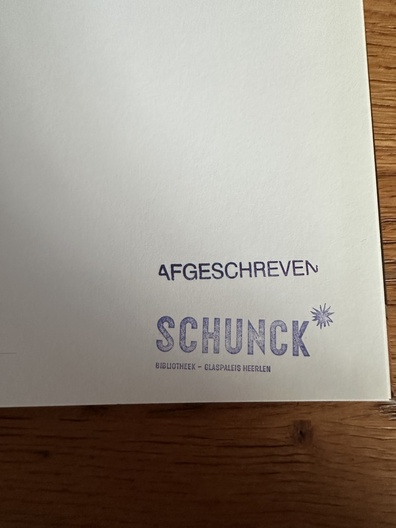 AFGESCHREVEN
SCHUNCK
BIBLIOTHEEK - GLASPALEIS HEERLEN